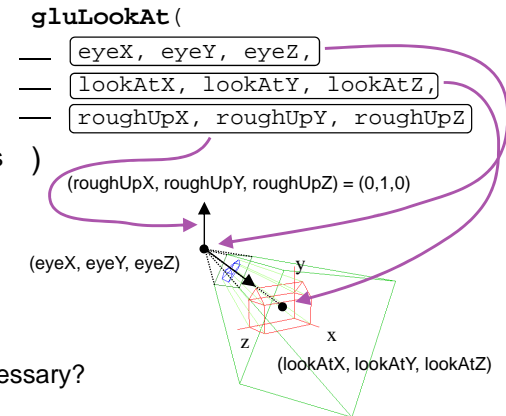 gluLookAt(
eyeX, eyeY, eyeZ,
lookAtX, lookAtY, lookAtZ,
roughUpX, roughUpY, roughUpZ
s )
(roughUpX, roughUpY, roughUpZ) = (0,1,0)
(eyeX, eyeY, eyeZ)
y
x
z
(lookAtX, lookAtY, lookAtZ)
essary?